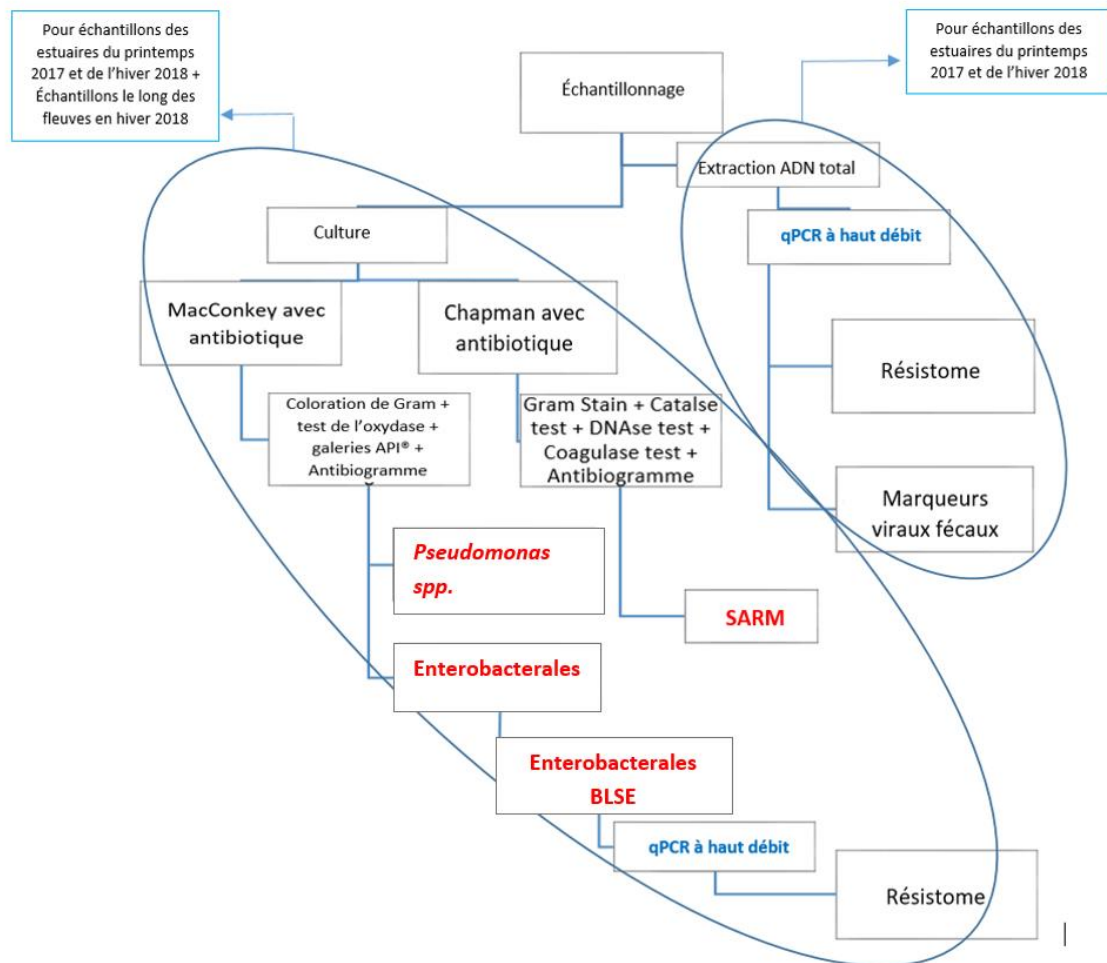 Pour échantillons des
estuaires du printemps
2017 et de l'hiver 2018 +
Échantillons le long des
fleuves en hiver 2018
Pour échantillons des
estuaires du printemps
2017 et de l'hiver 2018
Échantillonnage
Extraction ADN total
Culture
qPCR à haut débit
MacConkey avec
antibiotique
Chapman avec
antibiotique
Résistome
Coloration de Gram +
test de l'oxydase +
galeries API® +
Antibiogramme
Gram Stain + Catalse
test + DNAse test +
Coagulase test +
Antibiogramme
Marqueurs
viraux fécaux
Pseudomonas
spp.
SARM
Enterobacterales
Enterobacterales
BLSE
qPCR à haut débit
Résistome